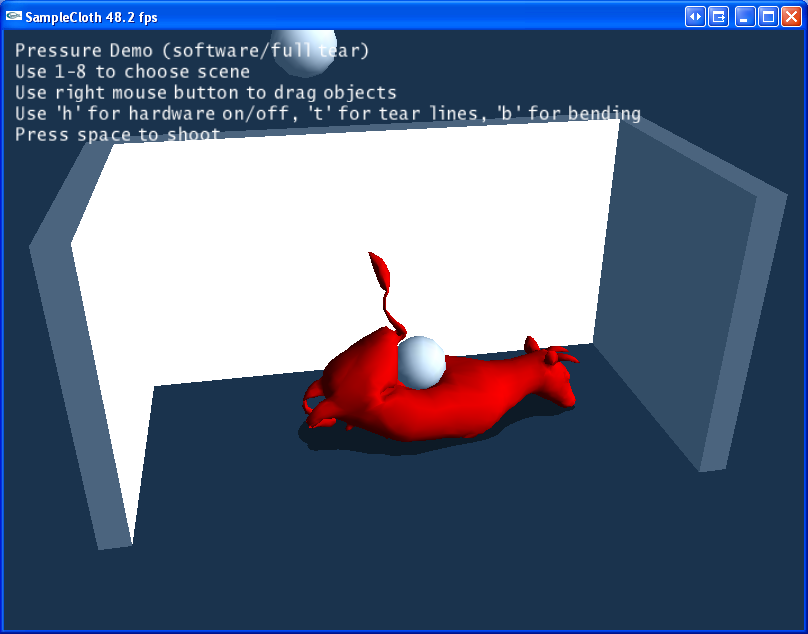 SampleCloth 48.2 fps
Pressure Demo (software/full tear)
Use 1-8 to choose scene
Use right mouse button to drag objects
Use 'h' for hardware on/off, 't' for tear lines, 'b' for bending
Press space to shoot